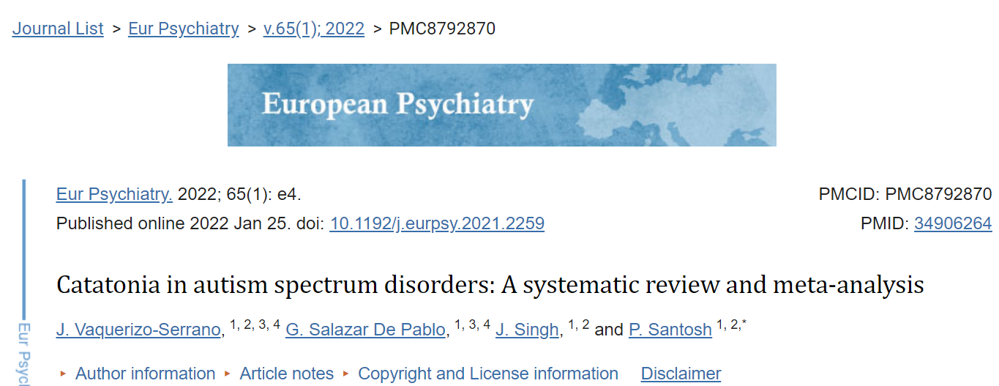 Journal List > Eur Psychiatry > v.65(1); 2022 > PMC8792870
European Psychiatry
Eur Psychiatry. 2022; 65(1): e4.
PMCID: PMC8792870
Published online 2022 Jan 25. doi: 10.1192/j.eurpsy.2021.2259
PMID: 34906264
Catatonia in autism spectrum disorders: A systematic review and meta-analysis
J. Vaquerizo-Serrano, 1, 2, 3, 4 G. Salazar De Pablo, 1, 3, 4 J. Singh, 1, 2 and P. Santosh 1, 2,*
▸ Author information ▸ Article notes ▸ Copyright and License information Disclaimer
Eur Psycl